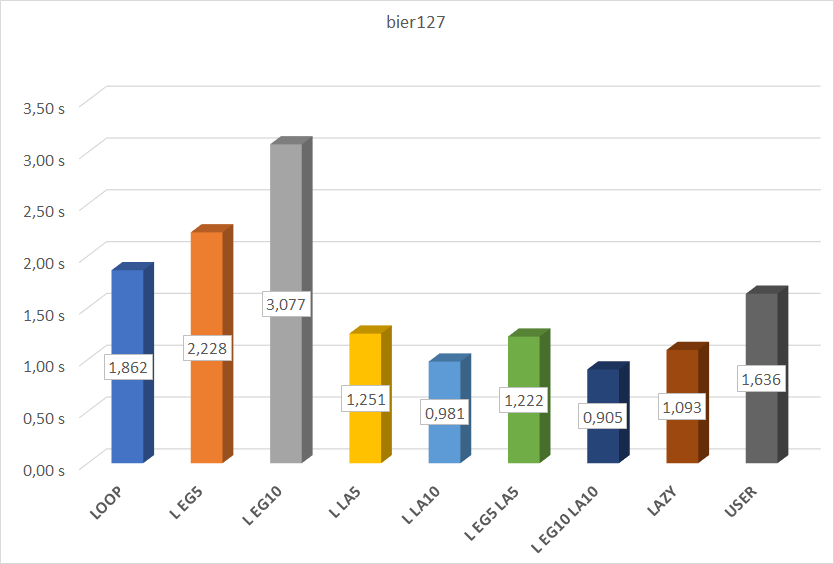 bier127
3,50 s
3,00 s
2,50 s
2,00 s
1,50 s
1,00 s
0,50 s
0,00 s
1,862
2,228
3,077
1,251
0,981
1,222
0,905
1,093
1,636
LOOP
L EG5
L EG10
L LA5
L LA10
L EG5 LA5
L EG10 LA10
LAZY
USER